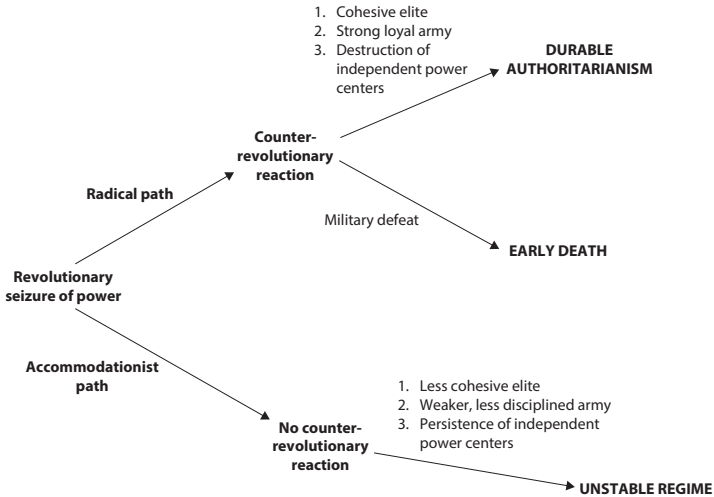 1. Cohesive elite
2. Strong loyal army
3. Destruction of
independent power
centers
DURABLE
AUTHORITARIANISM
Counter-
revolutionary
reaction
Radical path
Military defeat
EARLY DEATH
Revolutionary
seizure of power
Accommodationist
path
1. Less cohesive elite
2. Weaker, less disciplined army
3. Persistence of independent
power centers
No counter-
revolutionary
reaction
UNSTABLE REGIME